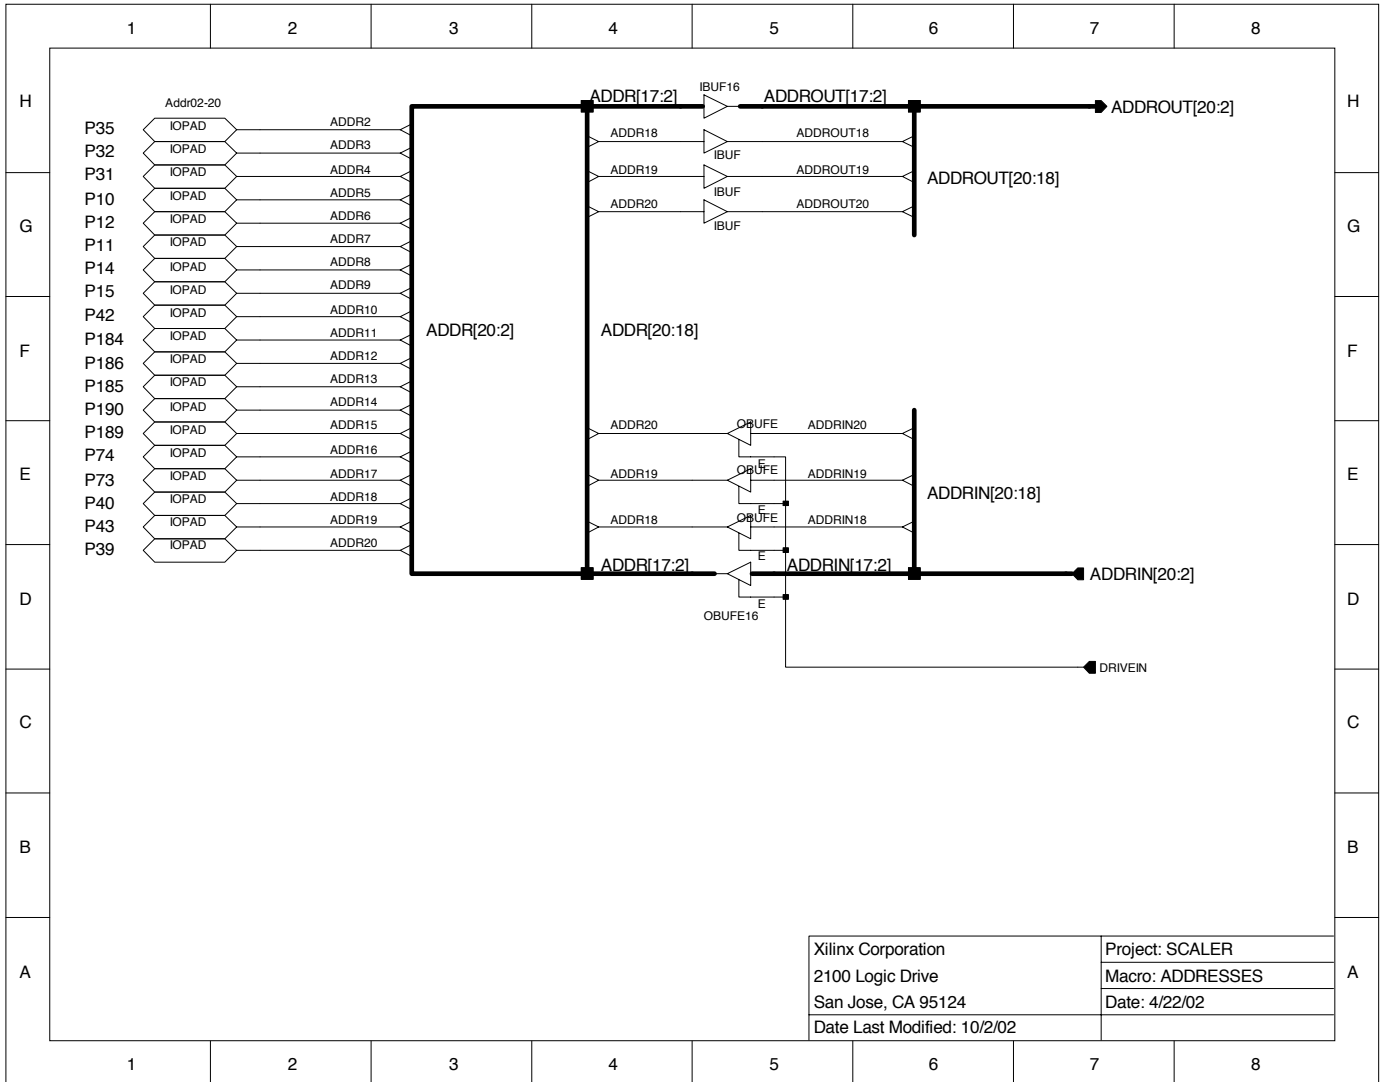 1 2 3 4 5 6 7 8
H H
G G
F F
E E
D D
C C
B B
A A
Addr02-20
P35 IOPAD ADDR2
P32 IOPAD ADDR3
P31 IOPAD ADDR4
P10 IOPAD ADDR5
P12 IOPAD ADDR6
P11 IOPAD ADDR7
P14 IOPAD ADDR8
P15 IOPAD ADDR9
P42 IOPAD ADDR10
P184 IOPAD ADDR11
P186 IOPAD ADDR12
P185 IOPAD ADDR13
P190 IOPAD ADDR14
P189 IOPAD ADDR15
P74 IOPAD ADDR16
P73 IOPAD ADDR17
P40 IOPAD ADDR18
P43 IOPAD ADDR19
P39 IOPAD ADDR20
ADDR[20:2]
ADDR[20:18]
ADDR[17:2] IBUF16 ADDROUT[17:2] ADDROUT[20:2]
ADDR18 IBUF ADDROUT18
ADDR19 IBUF ADDROUT19
ADDR20 IBUF ADDROUT20
ADDROUT[20:18]
ADDR20 OBUFE E ADDRIN20
ADDR19 OBUFE E ADDRIN19
ADDR18 OBUFE E ADDRIN18
ADDRIN[20:18]
ADDR[17:2] OBUFE16 E ADDRIN[17:2] ADDRIN[20:2]
DRIVEIN
Xilinx Corporation
2100 Logic Drive
San Jose, CA 95124
Date Last Modified: 10/2/02
Project: SCALER
Macro: ADDRESSES
Date: 4/22/02
1 2 3 4 5 6 7 8